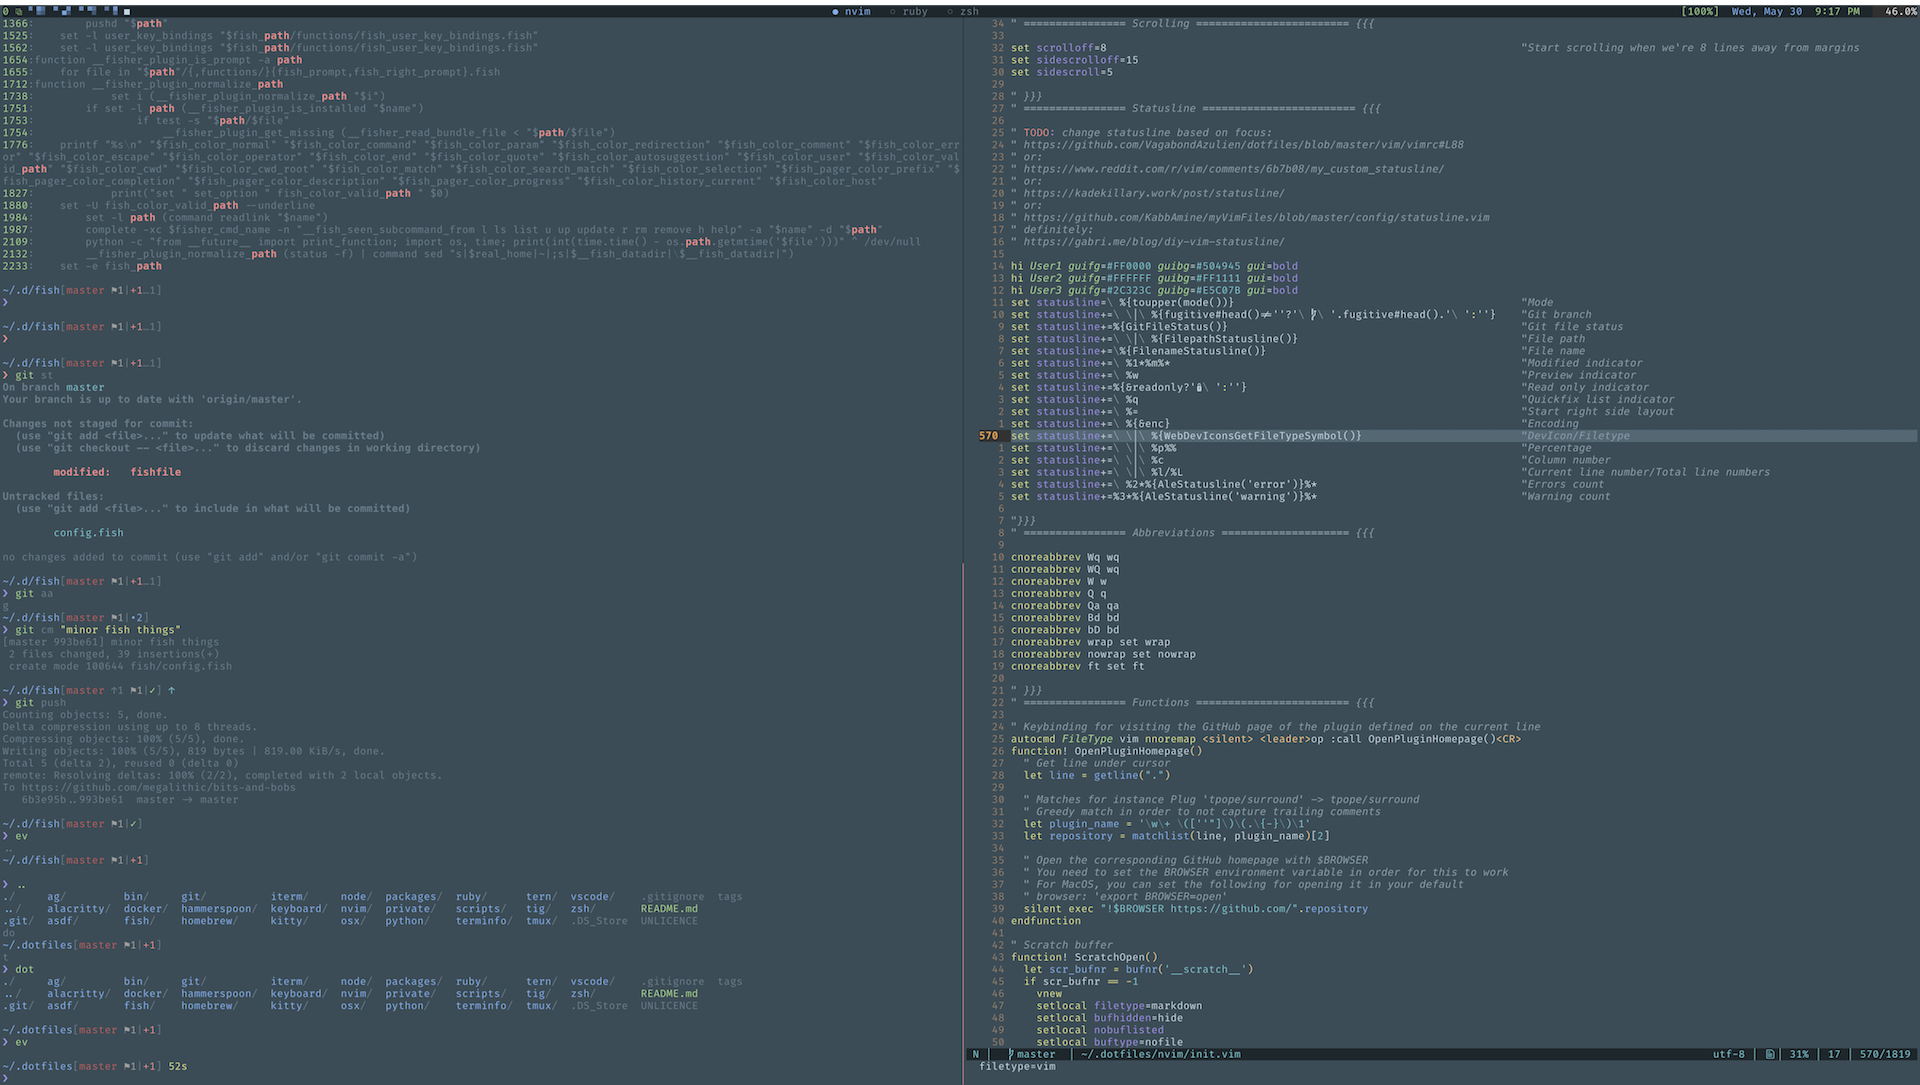 0
● nvim ○ ruby ○ zsh
[100%] Wed, May 30 9:17 PM 46.0%
1366: pushd "$path"
1525: set -l user_key_bindings "$fish_path/functions/fish_user_key_bindings.fish"
1562: set -l user_key_bindings "$fish_path/functions/fish_user_key_bindings.fish"
1654:function __fisher_plugin_is_prompt -a path
1655: for file in "$path"/{,functions/}{fish_prompt,fish_right_prompt}.fish
1712:function __fisher_plugin_normalize_path
1738: set i (__fisher_plugin_normalize_path "$i")
1751: if set -l path (__fisher_plugin_is_installed "$name")
1753: if test -s "$path/$file"
1754: __fisher_plugin_get_missing (__fisher_read_bundle_file < "$path/$file")
1776: printf "%s\n" "$fish_color_normal" "$fish_color_command" "$fish_color_param" "$fish_color_redirection" "$fish_color_comment" "$fish_color_err
or" "$fish_color_escape" "$fish_color_operator" "$fish_color_end" "$fish_color_quote" "$fish_color_autosuggestion" "$fish_color_user" "$fish_color_val
id_path" "$fish_color_cwd" "$fish_color_cwd_root" "$fish_color_match" "$fish_color_search_match" "$fish_color_selection" "$fish_pager_color_prefix" "$
fish_pager_color_completion" "$fish_pager_color_description" "$fish_pager_color_progress" "$fish_color_history_current" "$fish_color_host"
1827: print("set " set_option " fish_color_valid_path " $0)
1880: set -U fish_color_valid_path --underline
1984: set -l path (command readlink "$name")
1987: complete -xc $fisher_cmd_name -n "__fish_seen_subcommand_from l ls list u up update r rm remove h help" -a "$name" -d "$path"
2109: python -c "from __future__ import print_function; import os, time; print(int(time.time() - os.path.getmtime('$file')))" ^ /dev/null
2132: __fisher_plugin_normalize_path (status -f) | command sed "s|$real_home|~|;s|$__fish_datadir|\$__fish_datadir|")
2233: set -e fish_path
~/.d/fish[master ⚑1|+1…1]
❯
~/.d/fish[master ⚑1|+1…1]
❯
~/.d/fish[master ⚑1|+1…1]
❯ git st
On branch master
Your branch is up to date with 'origin/master'.
Changes not staged for commit:
(use "git add <file>..." to update what will be committed)
(use "git checkout -- <file>..." to discard changes in working directory)
modified: fishfile
Untracked files:
(use "git add <file>..." to include in what will be committed)
config.fish
no changes added to commit (use "git add" and/or "git commit -a")
~/.d/fish[master ⚑1|+1…1]
❯ git aa
g
~/.d/fish[master ⚑1|•2]
❯ git cm "minor fish things"
[master 993be61] minor fish things
2 files changed, 39 insertions(+)
create mode 100644 fish/config.fish
~/.d/fish[master ↑1 ⚑1|✓] ↑
❯ git push
Counting objects: 5, done.
Delta compression using up to 8 threads.
Compressing objects: 100% (5/5), done.
Writing objects: 100% (5/5), 819 bytes | 819.00 KiB/s, done.
Total 5 (delta 2), reused 0 (delta 0)
remote: Resolving deltas: 100% (2/2), completed with 2 local objects.
To https://github.com/megalithic/bits-and-bobs
6b3e95b..993be61 master -> master
~/.d/fish[master ⚑1|✓]
❯ ev
..
~/.d/fish[master ⚑1|+1]
❯ ..
./ ag/ bin/ git/ iterm/ node/ packages/ ruby/ tern/ vscode/ .gitignore tags
../ alacritty/ docker/ hammerspoon/ keyboard/ nvim/ private/ scripts/ tig/ zsh/ README.md
.git/ asdf/ fish/ homebrew/ kitty/ osx/ python/ terminfo/ tmux/ .DS_Store UNLICENCE
do
~/.dotfiles[master ⚑1|+1]
t
❯ dot
./ ag/ bin/ git/ iterm/ node/ packages/ ruby/ tern/ vscode/ .gitignore tags
../ alacritty/ docker/ hammerspoon/ keyboard/ nvim/ private/ scripts/ tig/ zsh/ README.md
.git/ asdf/ fish/ homebrew/ kitty/ osx/ python/ terminfo/ tmux/ .DS_Store UNLICENCE
~/.dotfiles[master ⚑1|+1]
❯ ev
~/.dotfiles[master ⚑1|+1] 52s
❯
34 " ================ Scrolling ======================== {{{
33
32 set scrolloff=8 "Start scrolling when we're 8 lines away from margins
31 set sidescrolloff=15
30 set sidescroll=5
29
28 " }}}
27 " ================ Statusline ======================== {{{
26
25 " TODO: change statusline based on focus:
24 " https://github.com/VagabondAzulien/dotfiles/blob/master/vim/vimrc#L88
23 " or:
22 " https://www.reddit.com/r/vim/comments/6b7b08/my_custom_statusline/
21 " or:
20 " https://kadekillary.work/post/statusline/
19 " or:
18 " https://github.com/KabbAmine/myVimFiles/blob/master/config/statusline.vim
17 " definitely:
16 " https://gabri.me/blog/diy-vim-statusline/
15
14 hi User1 guifg=#FF0000 guibg=#504945 gui=bold
13 hi User2 guifg=#FFFFFF guibg=#FF1111 gui=bold
12 hi User3 guifg=#2C323C guibg=#E5C07B gui=bold
11 set statusline=\ %{toupper(mode())} "Mode
10 set statusline+=\ \│\ %{fugitive#head()!=''?'\ \ '.fugitive#head().'\ ':''} "Git branch
9 set statusline+=%{GitFileStatus()} "Git file status
8 set statusline+=\ \│\ %{FilepathStatusline()} "File path
7 set statusline+=\%{FilenameStatusline()} "File name
6 set statusline+=\ %1*%m%* "Modified indicator
5 set statusline+=\ %w "Preview indicator
4 set statusline+=%{&readonly?'\ ':''} "Read only indicator
3 set statusline+=\ %q "Quickfix list indicator
2 set statusline+=\ %= "Start right side layout
1 set statusline+=\ %{&enc} "Encoding
570 set statusline+=\ \│\ %{WebDevIconsGetFileTypeSymbol()} "DevIcon/Filetype
1 set statusline+=\ \│\ %p%% "Percentage
2 set statusline+=\ \│\ %c "Column number
3 set statusline+=\ \│\ %l/%L "Current line number/Total line numbers
4 set statusline+=\ %2*%{AleStatusline('error')}%* "Errors count
5 set statusline+=%3*%{AleStatusline('warning')}%* "Warning count
6
7 "}}}
8 " ================ Abbreviations ==================== {{{
9
10 cnoreabbrev Wq wq
11 cnoreabbrev WQ wq
12 cnoreabbrev W w
13 cnoreabbrev Q q
14 cnoreabbrev Qa qa
15 cnoreabbrev Bd bd
16 cnoreabbrev bD bd
17 cnoreabbrev wrap set wrap
18 cnoreabbrev nowrap set nowrap
19 cnoreabbrev ft set ft
20
21 " }}}
22 " ================ Functions ======================== {{{
23
24 " Keybinding for visiting the GitHub page of the plugin defined on the current line
25 autocmd FileType vim nnoremap <silent> <leader>op :call OpenPluginHomepage()<CR>
26 function! OpenPluginHomepage()
27 " Get line under cursor
28 let line = getline(".")
29
30 " Matches for instance Plug 'tpope/surround' -> tpope/surround
31 " Greedy match in order to not capture trailing comments
32 let plugin_name = '\w\+ \([''"]\)\(.\{-}\)\1'
33 let repository = matchlist(line, plugin_name)[2]
34
35 " Open the corresponding GitHub homepage with $BROWSER
36 " You need to set the BROWSER environment variable in order for this to work
37 " For MacOS, you can set the following for opening it in your default
38 " browser: 'export BROWSER=open'
39 silent exec "!$BROWSER https://github.com/".repository
40 endfunction
41
42 " Scratch buffer
43 function! ScratchOpen()
44 let scr_bufnr = bufnr('__scratch__')
45 if scr_bufnr == -1
46 vnew
47 setlocal filetype=markdown
48 setlocal bufhidden=hide
49 setlocal nobuflisted
50 setlocal buftype=nofile
N │ master │ ~/.dotfiles/nvim/init.vim utf-8 │ │ 31% │ 17 │ 570/1819
filetype=vim